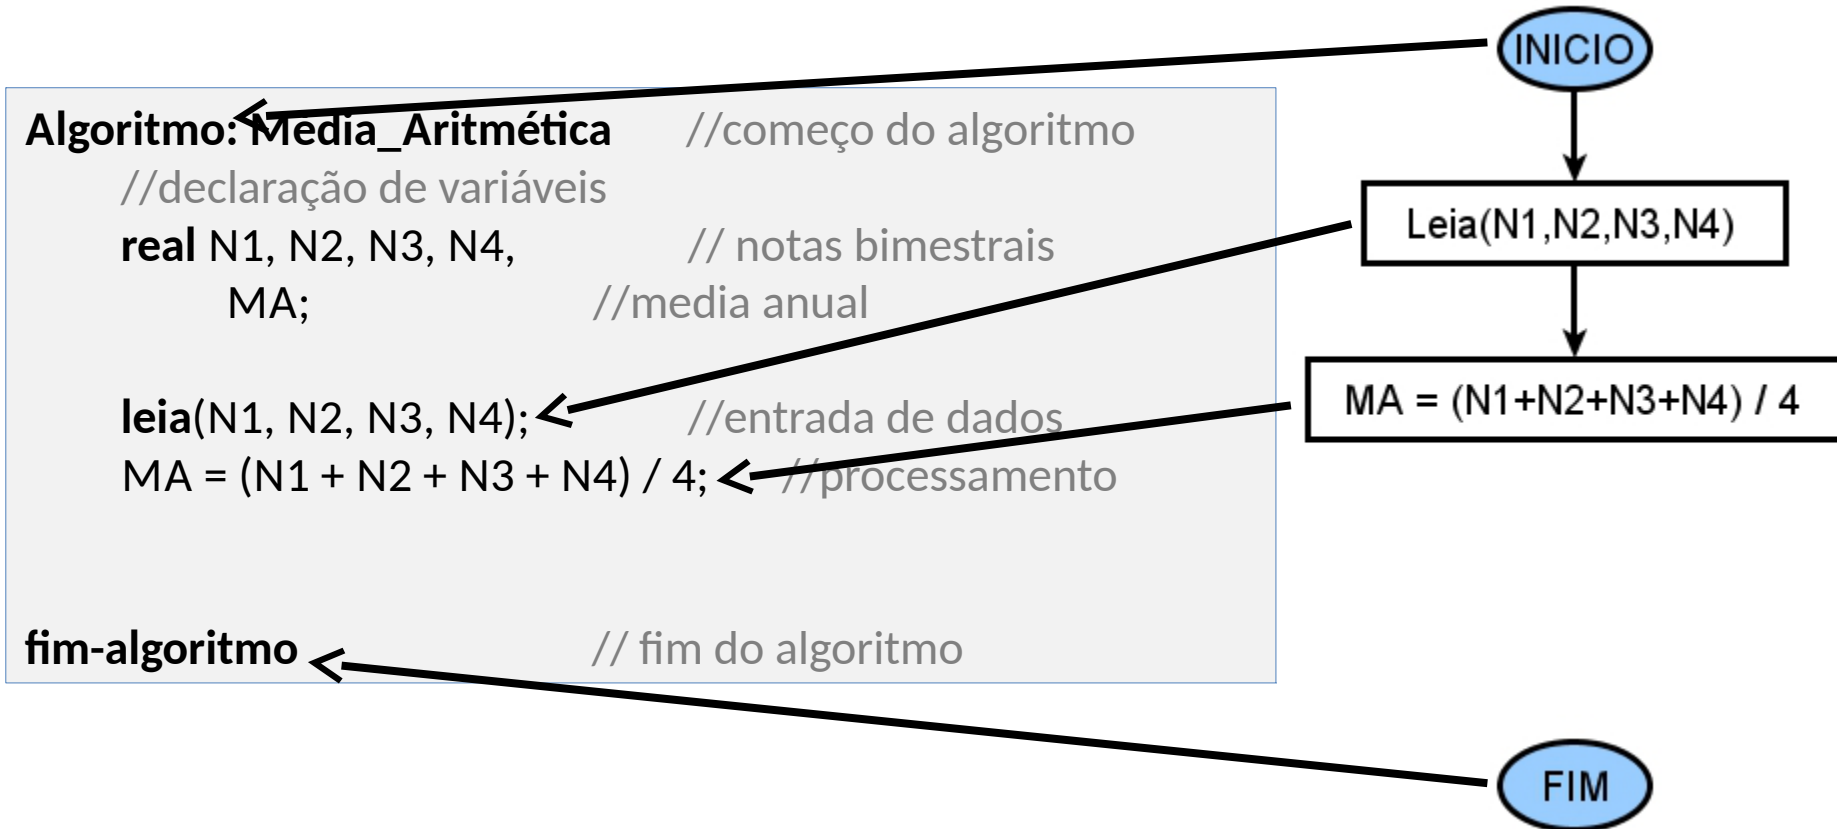 Algoritmo: Média_Aritmética //começo do algoritmo
//declaração de variáveis
real N1, N2, N3, N4, // notas bimestrais
MA; //media anual
leia(N1, N2, N3, N4); //entrada de dados
MA = (N1 + N2 + N3 + N4) / 4; //processamento
fim-algoritmo // fim do algoritmo
INICIO
Leia(N1,N2,N3,N4)
MA = (N1+N2+N3+N4) / 4
FIM